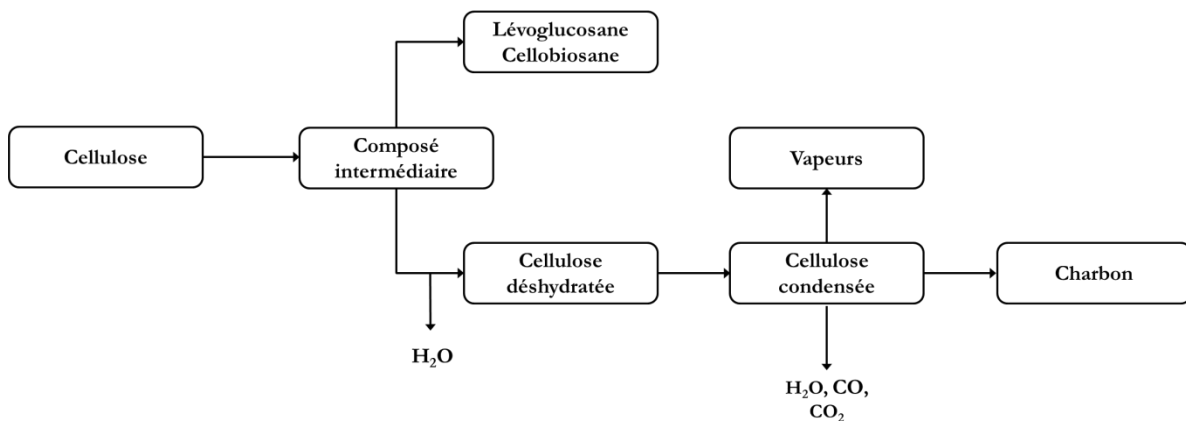 Lévoglucosane
Cellobiosane
Cellulose
Composé
intermédiaire
Vapeurs
Cellulose
déshydratée
Cellulose
condensée
Charbon
H₂O
H₂O, CO,
CO₂